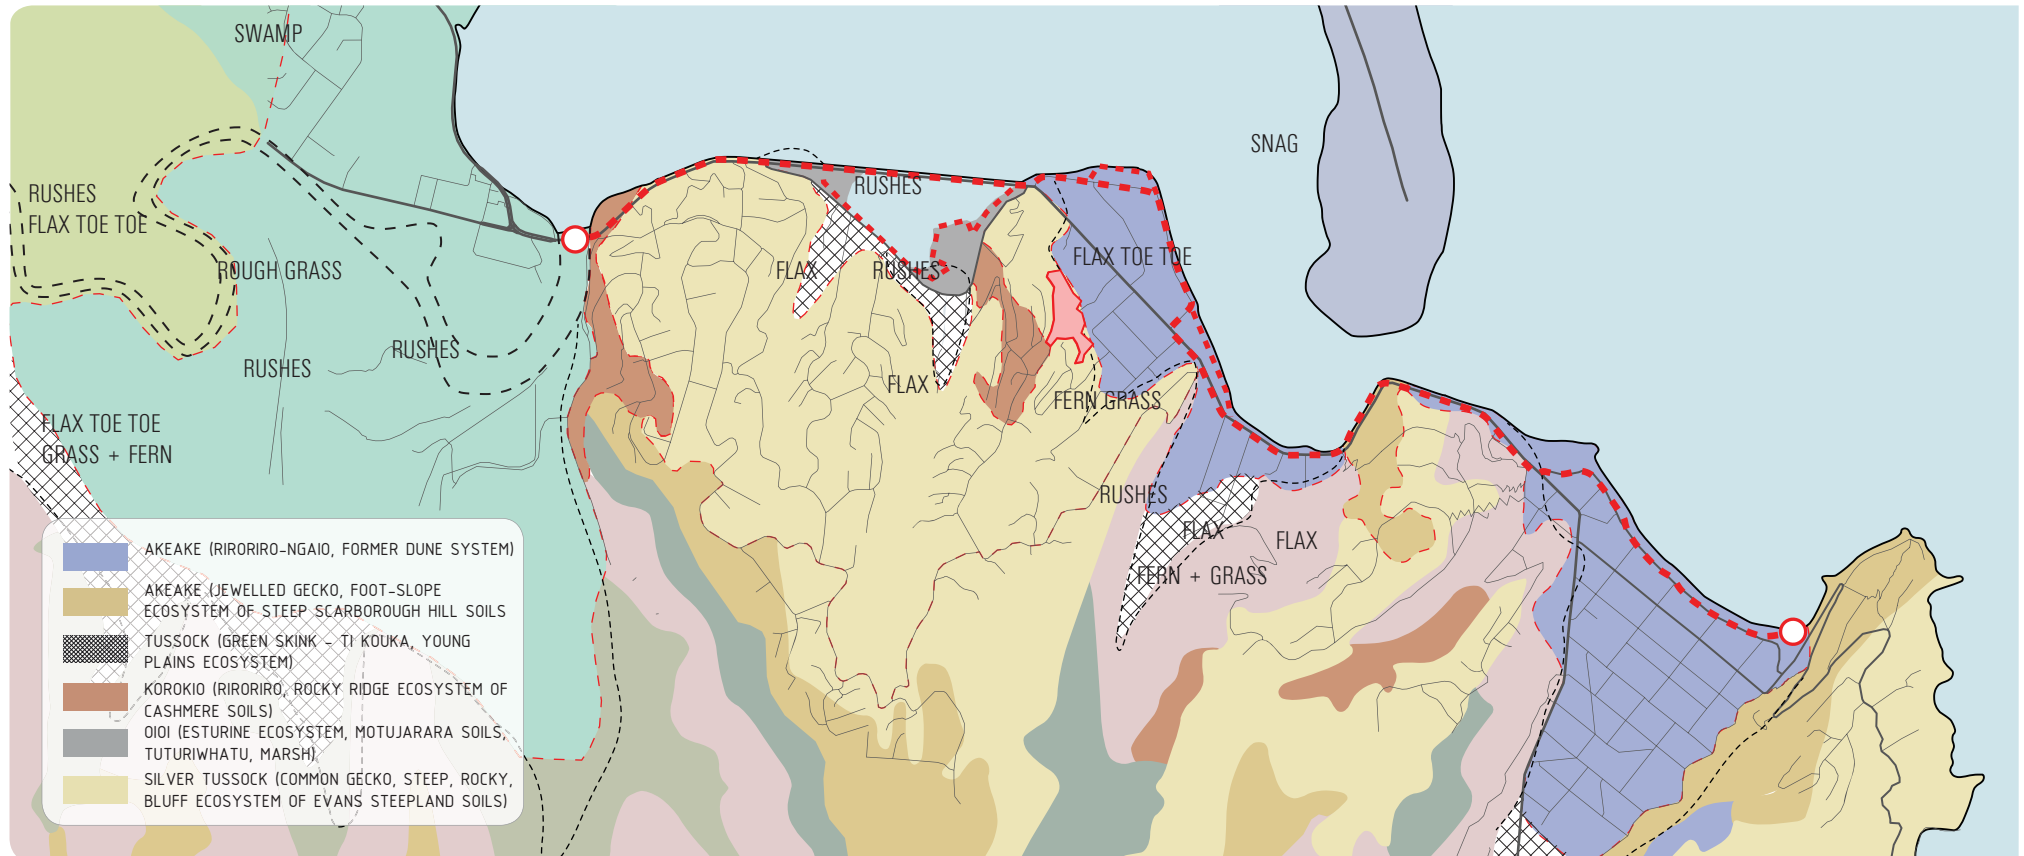 SWAMP
SNAG
RUSHES
FLAX TOE TOE
RUSHES
ROUGH GRASS
FLAX
RUSHES
FLAX TOE TOE
RUSHES
RUSHES
FLAX
FERN GRASS
FLAX TOE TOE
GRASS + FERN
RUSHES
FLAX
FLAX
FERN + GRASS
AKEAKE (RIRORIRO-NGAIO, FORMER DUNE SYSTEM)
AKEAKE (JEWELLED GECKO, FOOT-SLOPE
ECOSYSTEM OF STEEP SCARBOROUGH HILL SOILS
TUSSOCK (GREEN SKINK - TI KOUKA, YOUNG
PLAINS ECOSYSTEM)
KOROKIO (RIRORIRO, ROCKY RIDGE ECOSYSTEM OF
CASHMERE SOILS)
OIOI (ESTURINE ECOSYSTEM, MOTUJARARA SOILS,
TUTURIWHATU, MARSH)
SILVER TUSSOCK (COMMON GECKO, STEEP, ROCKY,
BLUFF ECOSYSTEM OF EVANS STEEPLAND SOILS)